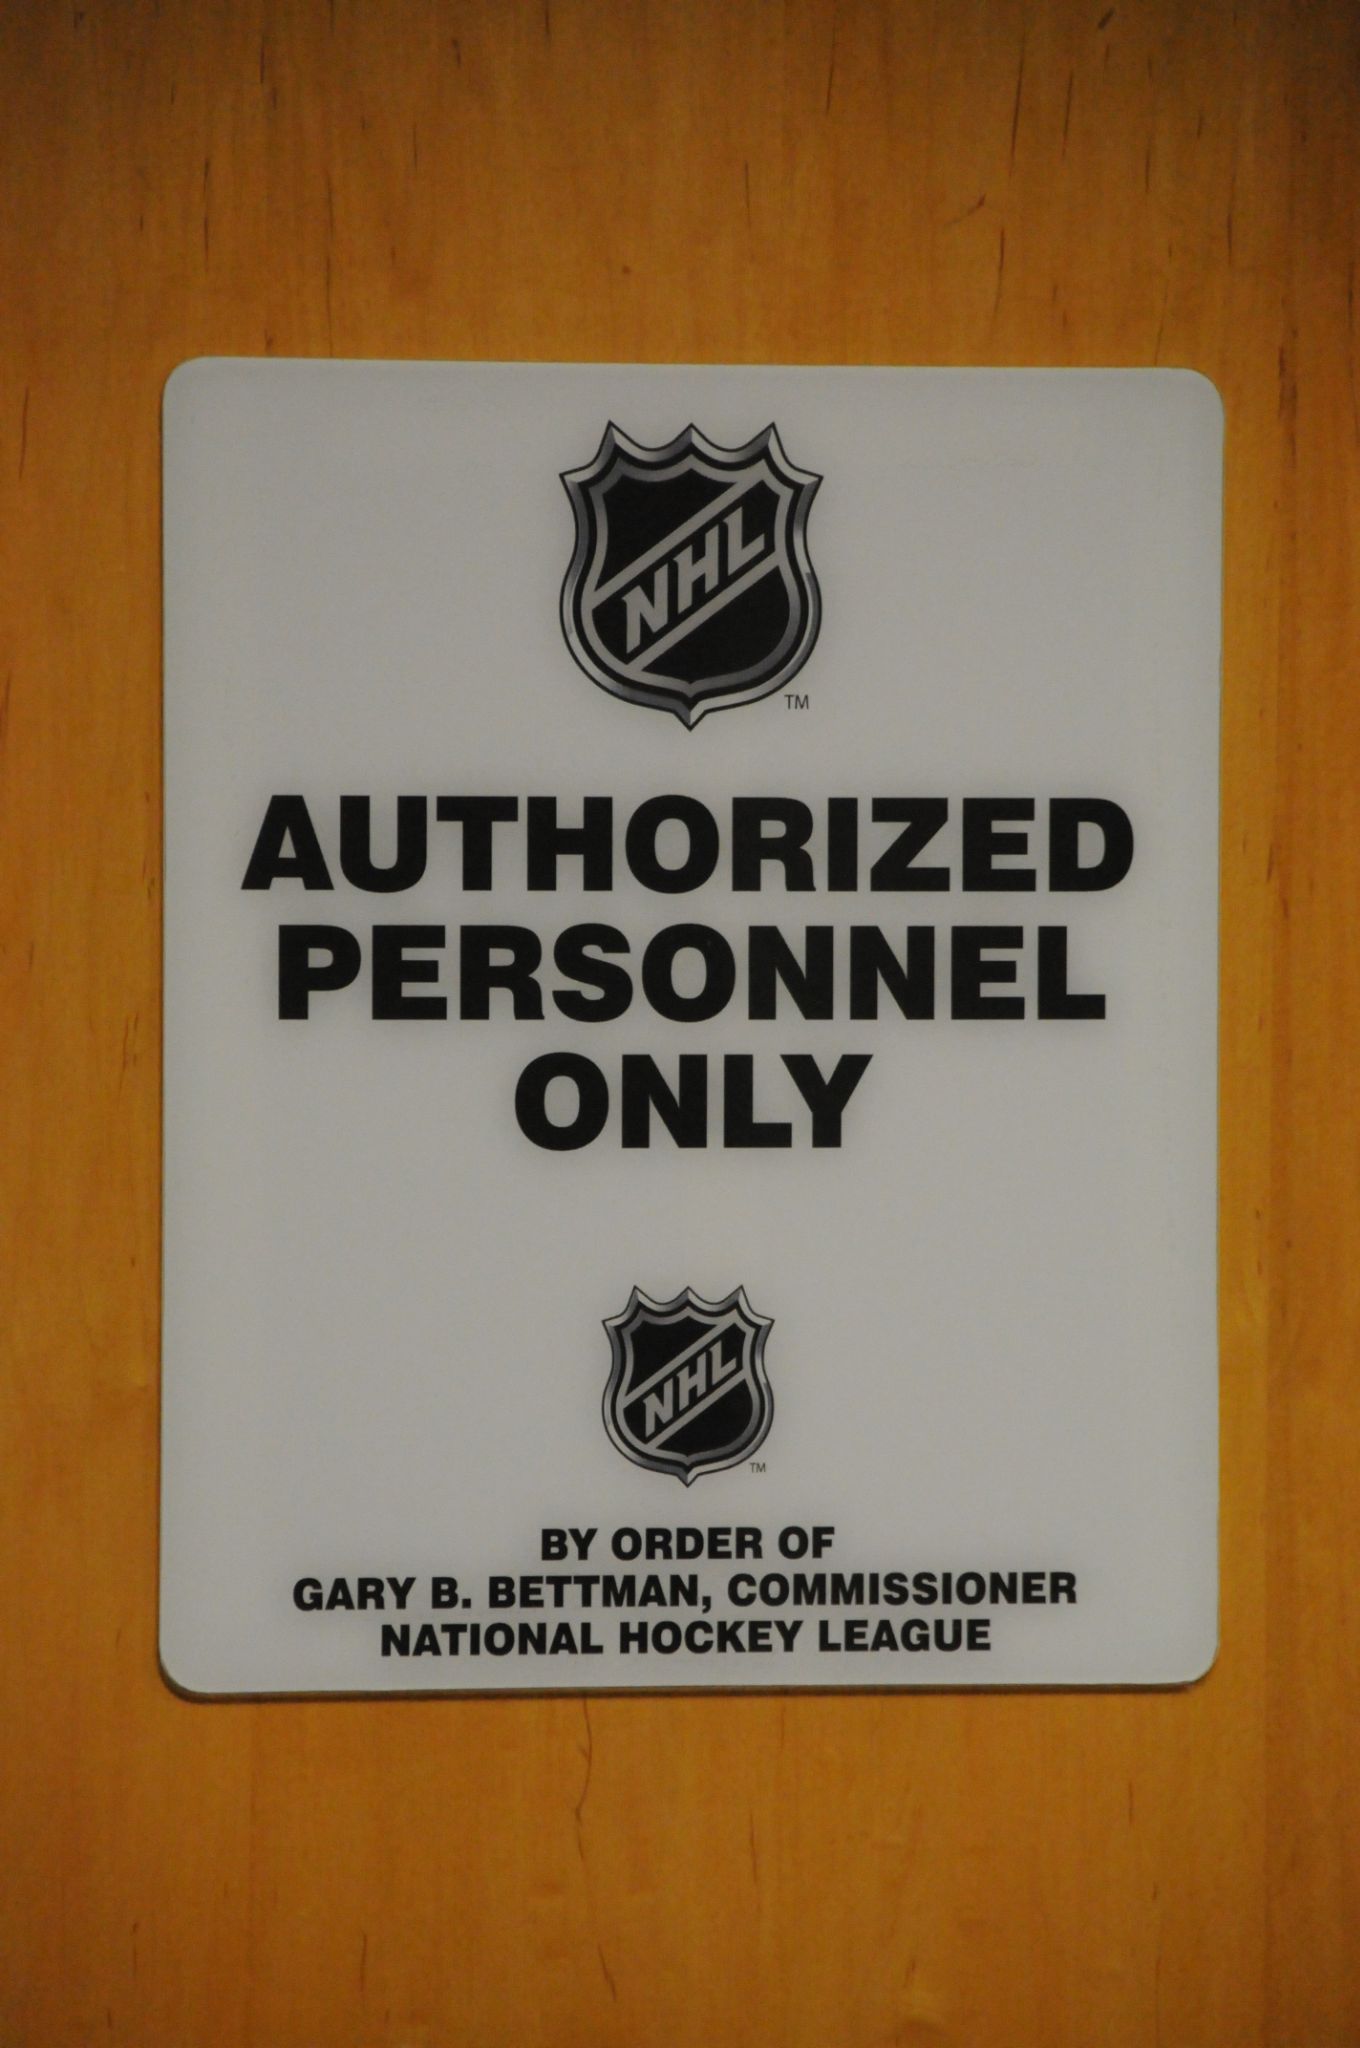 NHL
TM
AUTHORIZED
PERSONNEL
ONLY
NHL
TM
BY ORDER OF
GARY B. BETTMAN, COMMISSIONER
NATIONAL HOCKEY LEAGUE